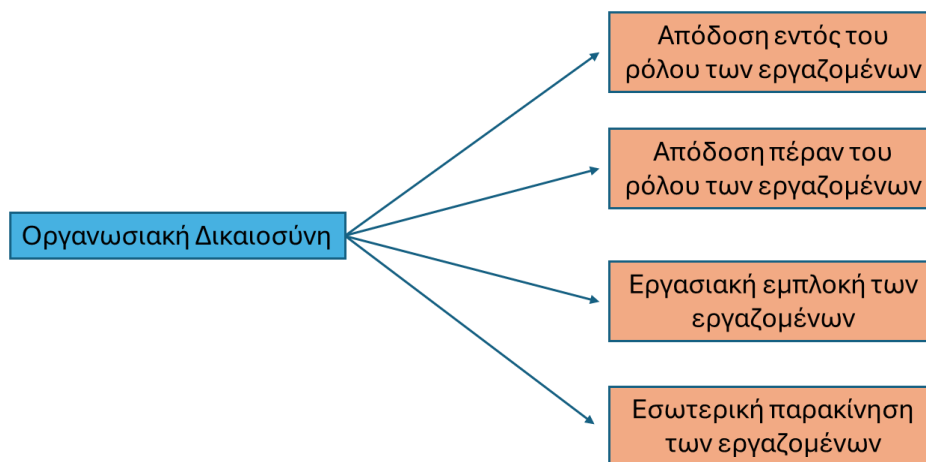 Απόδοση εντός του
ρόλου των εργαζομένων
Απόδοση πέραν του
ρόλου των εργαζομένων
Οργανωσιακή Δικαιοσύνη
Εργασιακή εμπλοκή των
εργαζομένων
Εσωτερική παρακίνηση
των εργαζομένων